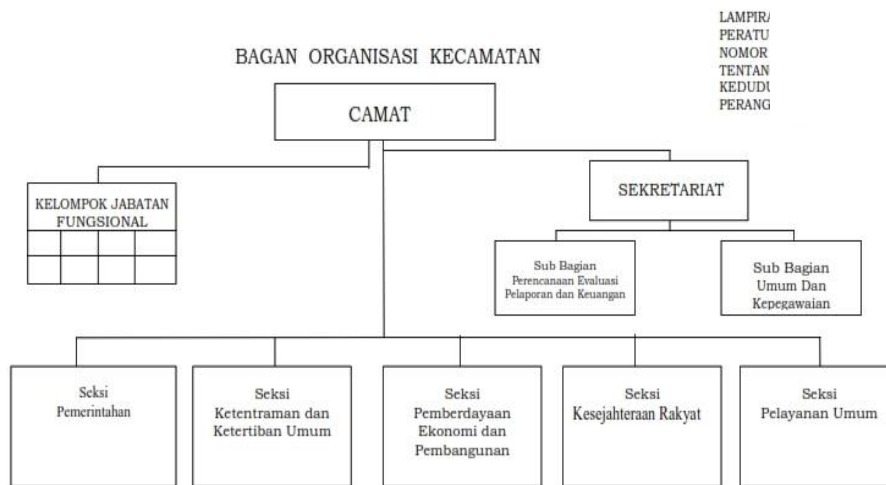 LAMPIRA
PERATU
NOMOR
TENTAN
KEDUDU
PERANG
BAGAN ORGANISASI KECAMATAN
CAMAT
KELOMPOK JABATAN
FUNGSIONAL
SEKRETARIAT
Sub Bagian
Perencanaan Evaluasi
Pelaporan dan Keuangan
Sub Bagian
Umum Dan
Kepegawaian
Seksi
Pemerintahan
Seksi
Ketentraman dan
Ketertiban Umum
Seksi
Pemberdayaan
Ekonomi dan
Pembangunan
Seksi
Kesejahteraan Rakyat
Seksi
Pelayanan Umum